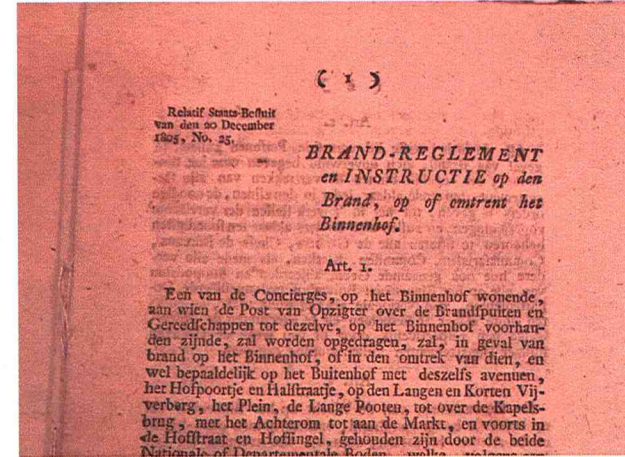 ( 1 )
Relatif Staats-Besluit
van den 20 December
1805, No. 25.
BRAND-REGLEMENT
en INSTRUCTIE op den
Brand, op of omtrent het
Binnenhof.
Art. 1.
Een van de Concierges, op het Binnenhof wonende,
aan wien de Post van Opzigter over de Brandspuiten en
Gereedschappen tot dezelve, op het Binnenhof voorhan-
den zijnde, zal worden opgedragen, zal, in geval van
brand op het Binnenhof, of in den omtrek van dien, en
wel bepaaldelijk op het Buitenhof met deszelfs avenuen,
het Hofpoortje en Halstraatje, op den Langen en Korten Vij-
verberg, het Plein, de Lange Pooten, tot over de Kapels-
brug, met het Achterom tot aan de Markt, en voorts in
de Hofstraat en Hofsingel, gehouden zijn door de beide
Nationale of Departementale Boden